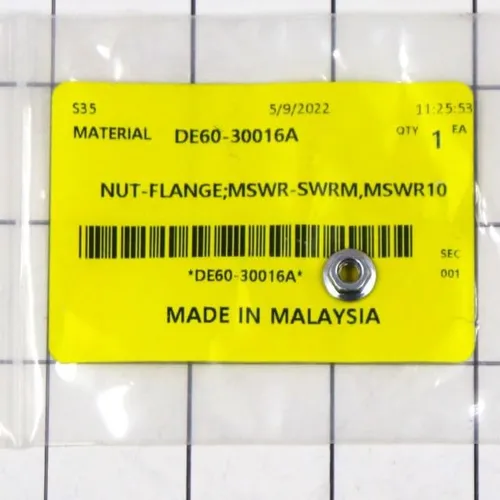 S35 5/9/2022 11:25:53
MATERIAL DE60-30016A QTY 1 EA
NUT-FLANGE;MSWR-SWRM,MSWR10
*DE60-30016A*
SEC
001
MADE IN MALAYSIA